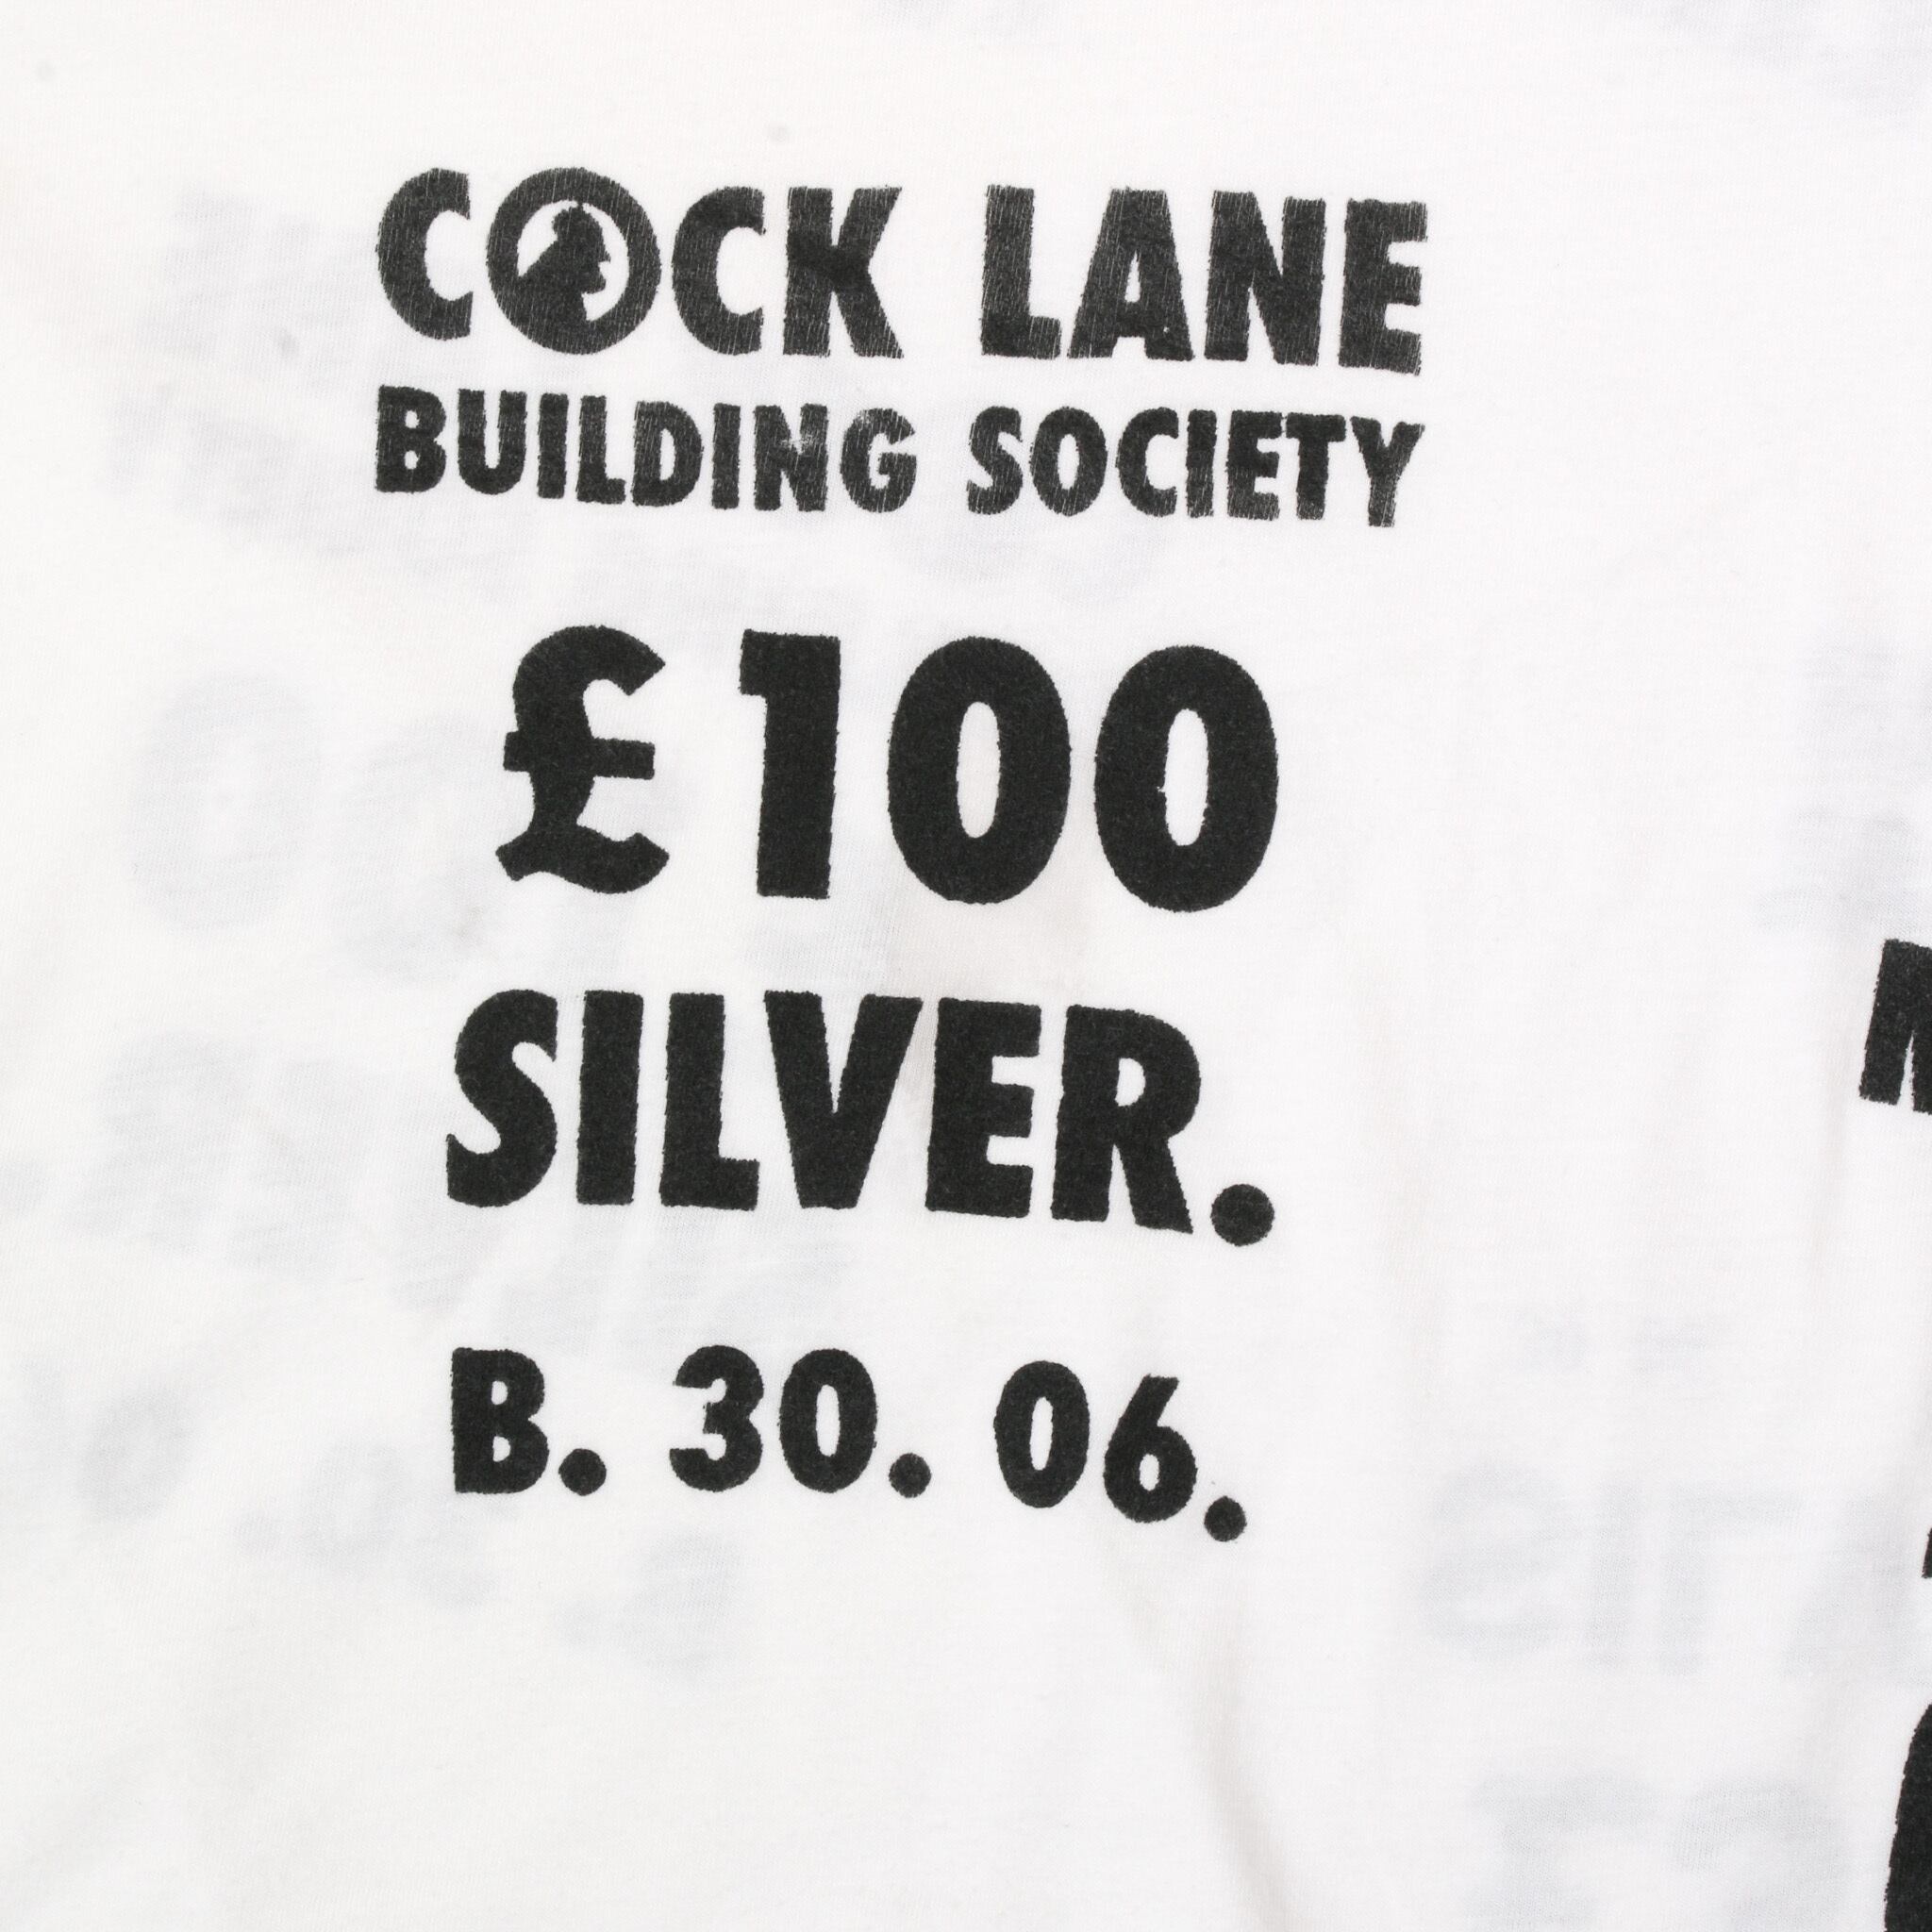 COCK LANE
BUILDING SOCIETY
£100
SILVER.
B. 30. 06.